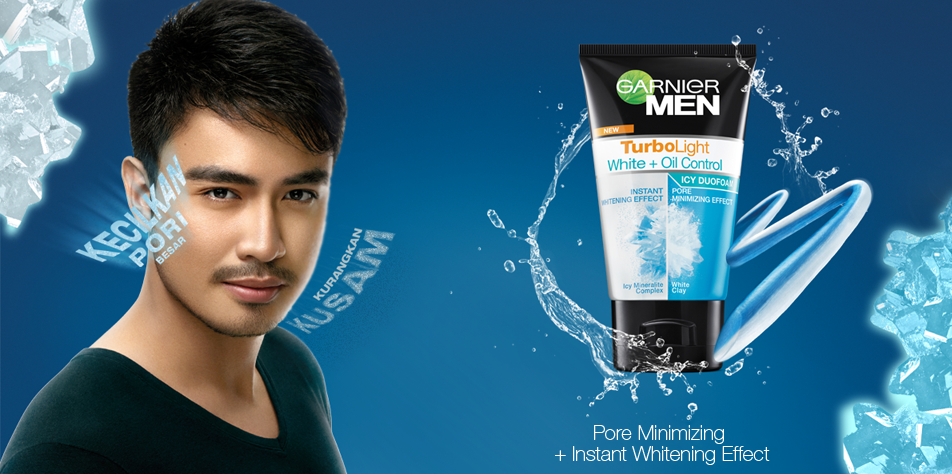 KECILKAN
PORI
BESAR
KURANGKAN
KUSAM
GARNIER
MEN
NEW
TurboLight
White + Oil Control
ICY DUOFOAM
INSTANT
WHITENING EFFECT
PORE
MINIMIZING EFFECT
Icy Mineralite
Complex
White
Clay
Pore Minimizing
+ Instant Whitening Effect